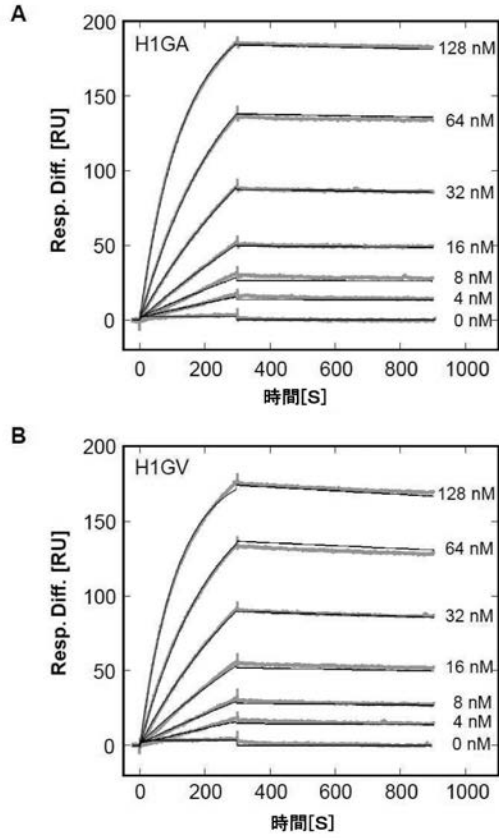 A
H1GA
Resp. Diff. [RU]
200
150
100
50
0
128 nM
64 nM
32 nM
16 nM
8 nM
4 nM
0 nM
0 200 400 600 800 1000
時間[S]
B
H1GV
Resp. Diff. [RU]
200
150
100
50
0
128 nM
64 nM
32 nM
16 nM
8 nM
4 nM
0 nM
0 200 400 600 800 1000
時間[S]